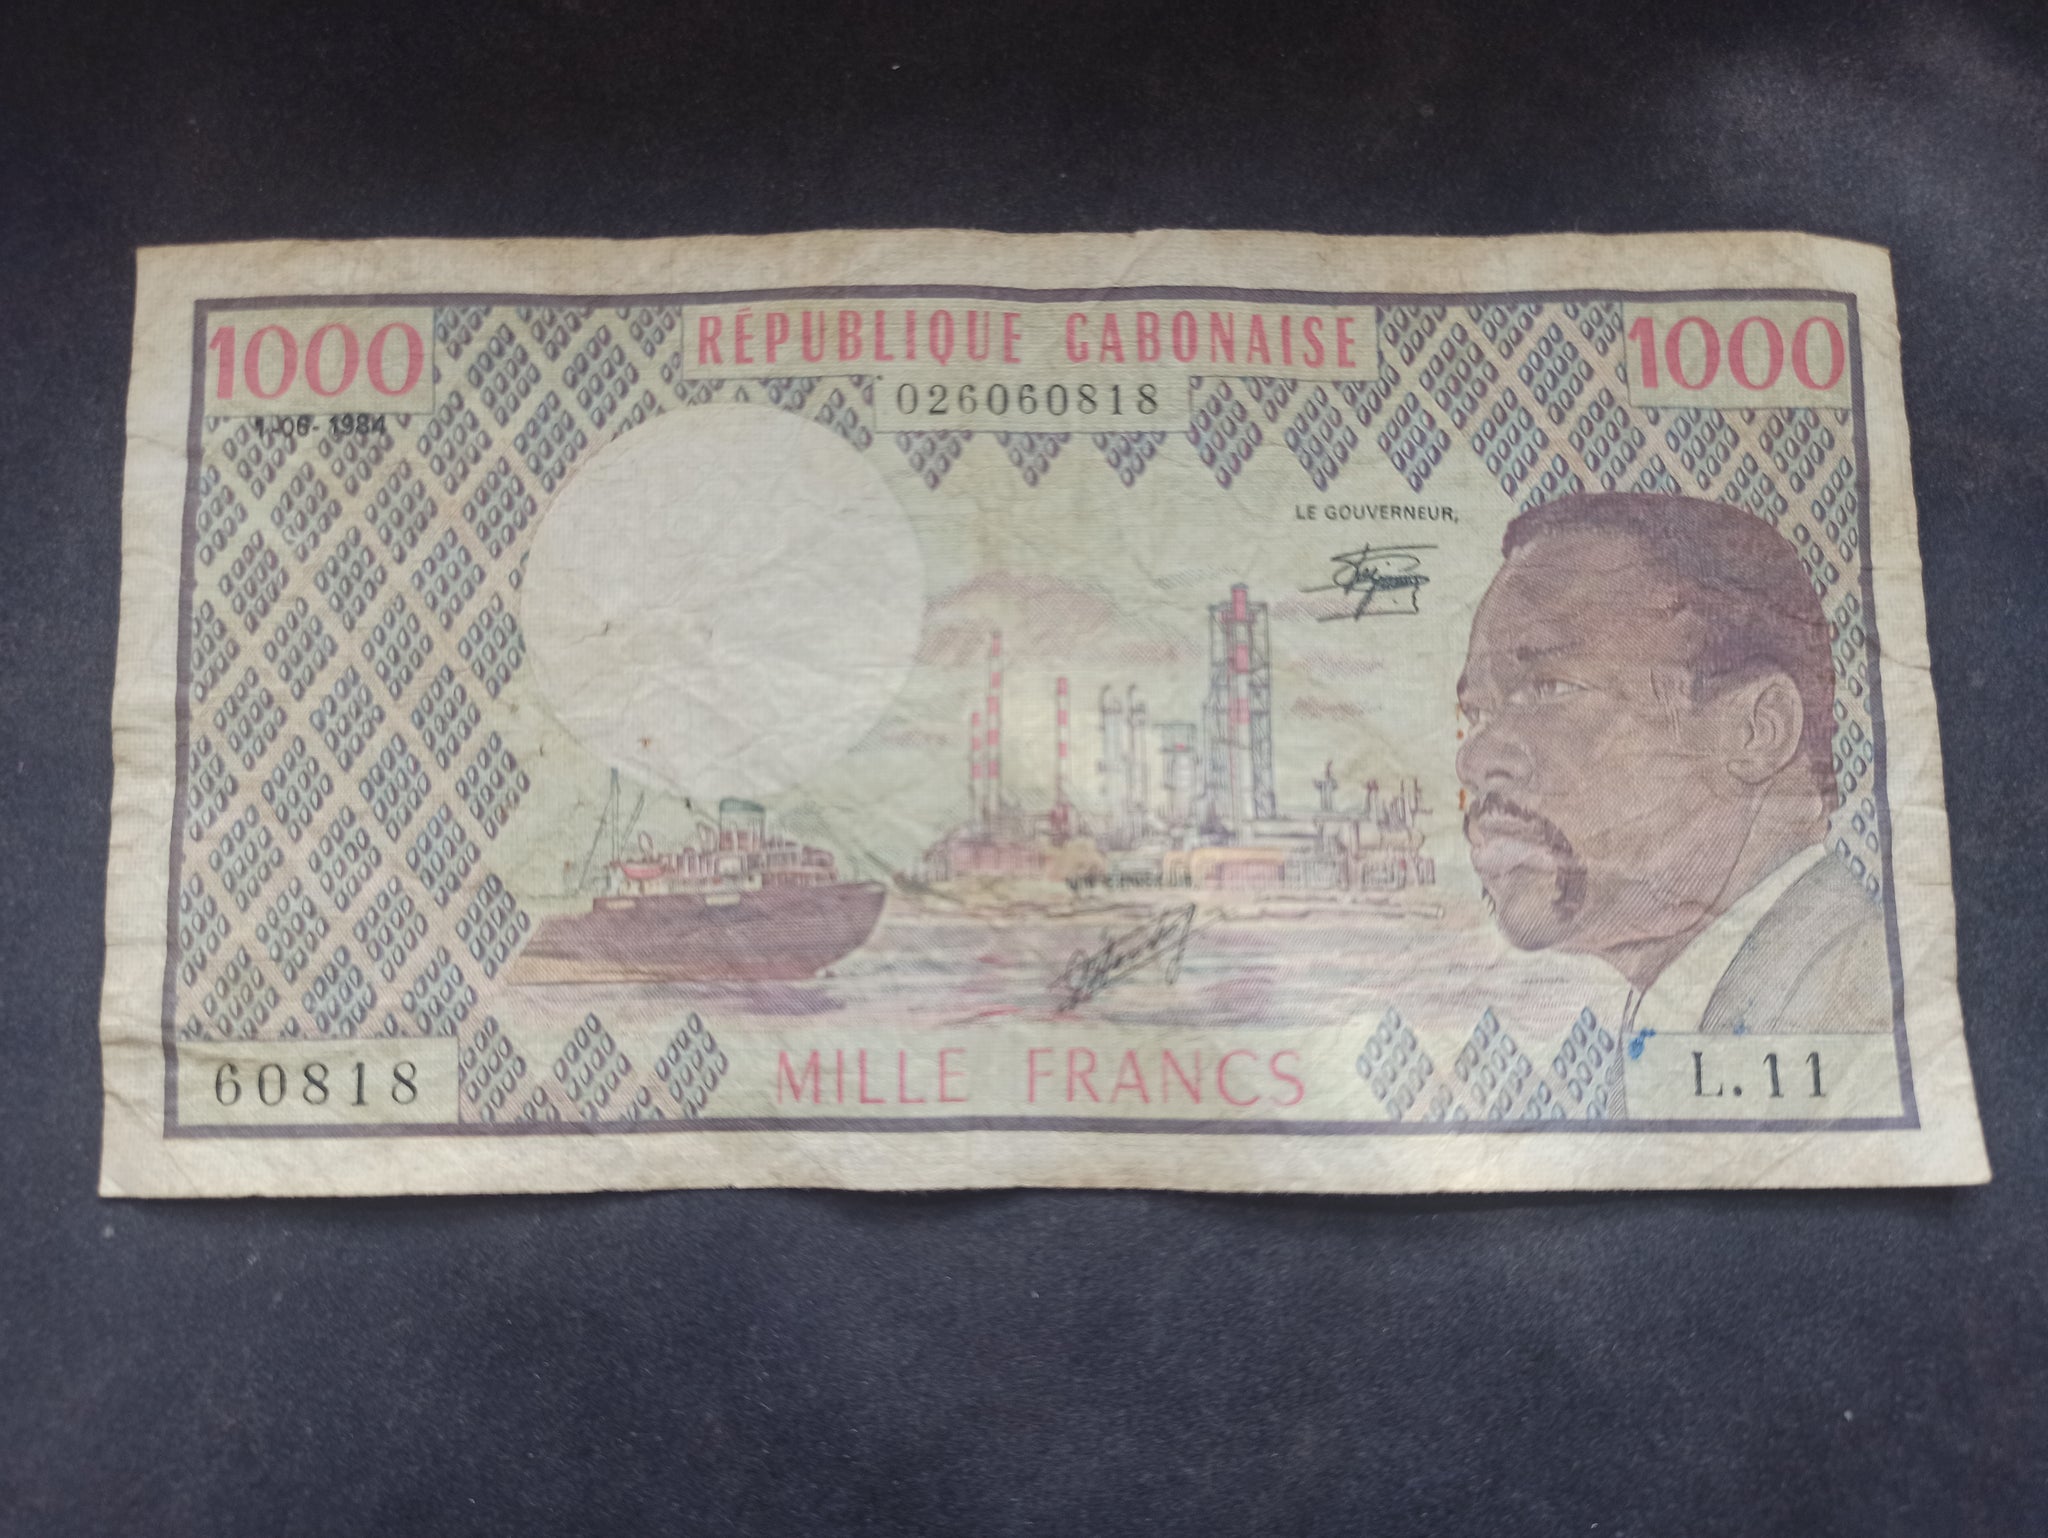 1000
RÉPUBLIQUE GABONAISE
1000
026060818
1-06-1984
LE GOUVERNEUR,
60818
MILLE FRANCS
L.11